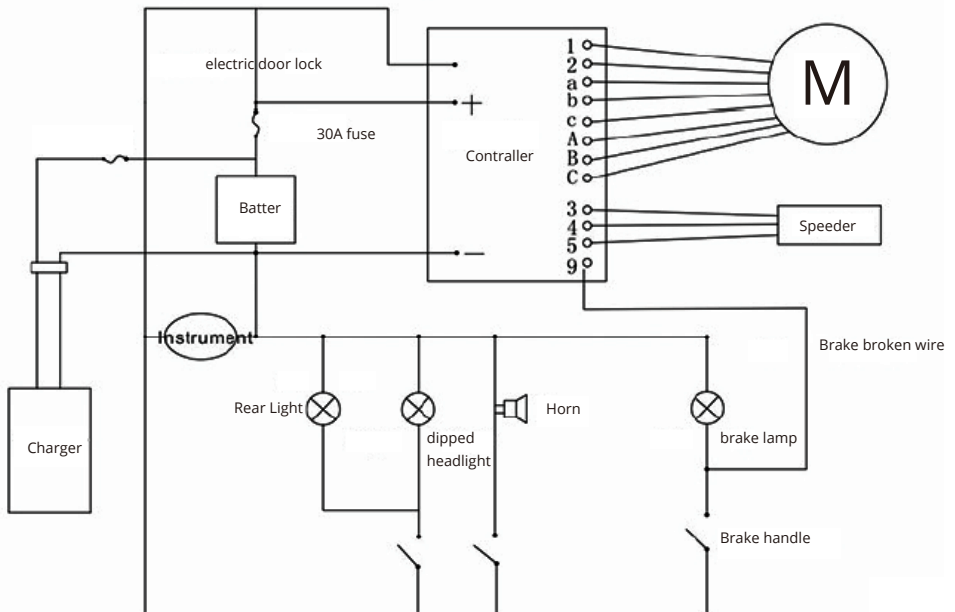 electric door lock
1
2
a
b
c
A
B
C
M
+
30A fuse
Contraller
Batter
3
4
5
9
Speeder
—
Instrument
Brake broken wire
Rear Light
Horn
dipped
headlight
brake lamp
Charger
Brake handle